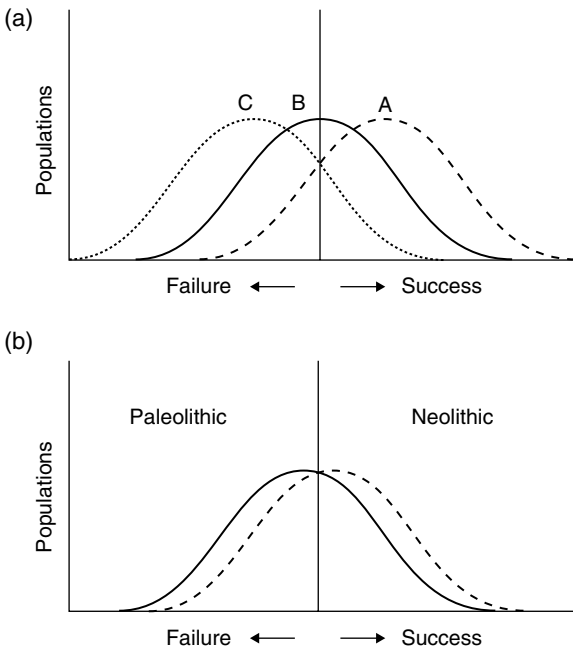 (a)
C B A
Populations
Failure ← → Success
(b)
Paleolithic Neolithic
Populations
Failure ← → Success